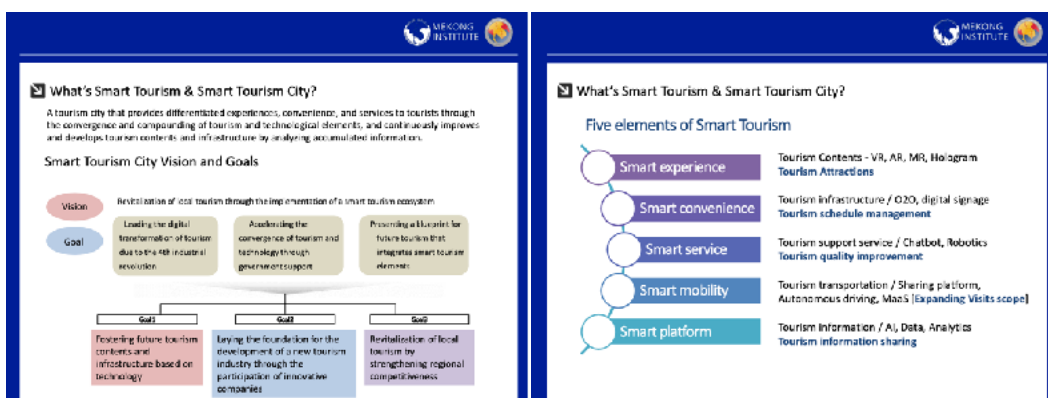 MEKONG
INSTITUTE
What's Smart Tourism & Smart Tourism City?
A tourism city that provides differentiated experiences, convenience, and services to tourists through
the convergence and compounding of tourism and technological elements, and continuously improves
and develops tourism contents and infrastructure by analyzing accumulated information.
Smart Tourism City Vision and Goals
Vision
Revitalization of local tourism through the implementation of a smart tourism ecosystem
Goal
Leading the digital
transformation of tourism
due to the 4th industrial
revolution
Accelerating the
convergence of tourism and
technology through
government support
Presenting a blueprint for
future tourism that
integrates smart tourism
elements
Goal1
Goal2
Goal3
Fostering future tourism
contents and
infrastructure based on
technology
Laying the foundation for the
development of a new tourism
industry through the
participation of innovative
companies
Revitalization of local
tourism by
strengthening regional
competitiveness
MEKONG
INSTITUTE
What's Smart Tourism & Smart Tourism City?
Five elements of Smart Tourism
Smart experience
Tourism Contents - VR, AR, MR, Hologram
Tourism Attractions
Smart convenience
Tourism infrastructure / O2O, digital signage
Tourism schedule management
Smart service
Tourism support service / Chatbot, Robotics
Tourism quality improvement
Smart mobility
Tourism transportation / Sharing platform,
Autonomous driving, MaaS [Expanding Visits scope]
Smart platform
Tourism Information / AI, Data, Analytics
Tourism information sharing